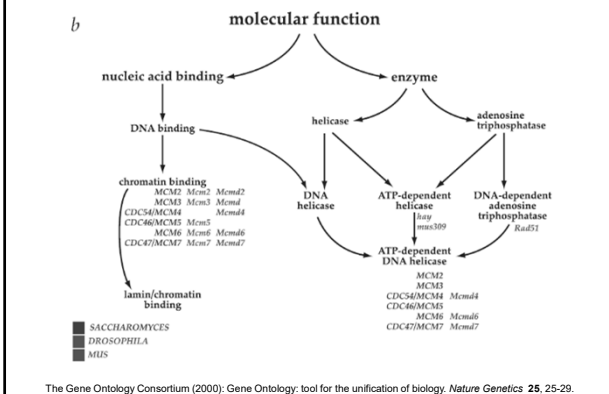 b
molecular function
nucleic acid binding
enzyme
DNA binding
helicase
adenosine
triphosphatase
chromatin binding
MCM2 Mcm2 Mcmd2
MCM3 Mcm3 Mcmd
CDC54/MCM4 Mcmd4
CDC46/MCM5 Mcm5
MCM6 Mcm6 Mcmd6
CDC47/MCM7 Mcm7 Mcmd7
DNA
helicase
ATP-dependent
helicase
hay
mus309
DNA-dependent
adenosine
triphosphatase
Rad51
ATP-dependent
DNA helicase
MCM2
MCM3
CDC54/MCM4 Mcmd4
CDC46/MCM5
MCM6 Mcmd6
CDC47/MCM7 Mcmd7
lamin/chromatin
binding
SACCHAROMYCES
DROSOPHILA
MUS
The Gene Ontology Consortium (2000): Gene Ontology: tool for the unification of biology. Nature Genetics 25, 25-29.